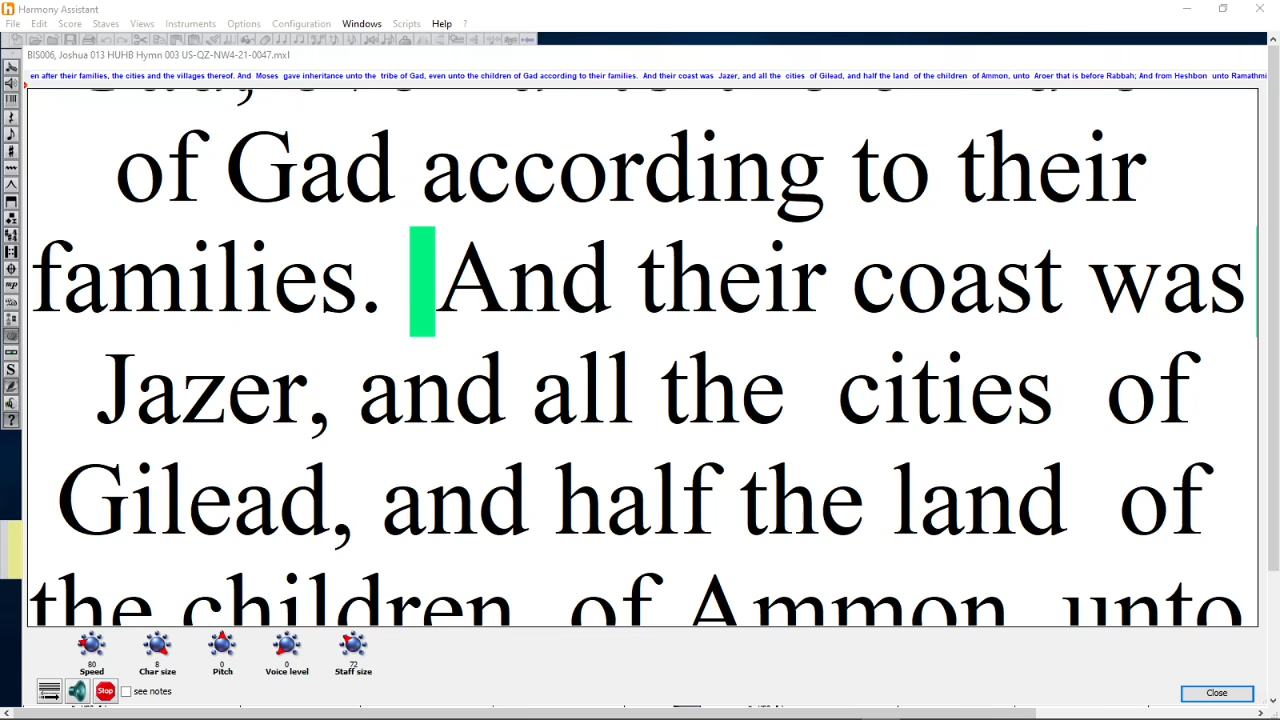 Harmony Assistant
File Edit Score Staves Views Instruments Options Configuration Windows Scripts Help ?
BIS006, Joshua 013 HUHB Hymn 003 US-QZ-NW4-21-0047.mxl
en after their families, the cities and the villages thereof. And Moses gave inheritance unto the tribe of Gad, even unto the children of Gad according to their families. And their coast was Jazer, and all the cities of Gilead, and half the land of the children of Ammon, unto Aroer that is before Rabbah; And from Heshbon unto Ramathmi
of Gad according to their
families. And their coast was
Jazer, and all the cities of
Gilead, and half the land of
the children of Ammon unto
80 8 0 0 72
Speed Char size Pitch Voice level Staff size
Stop see notes Close